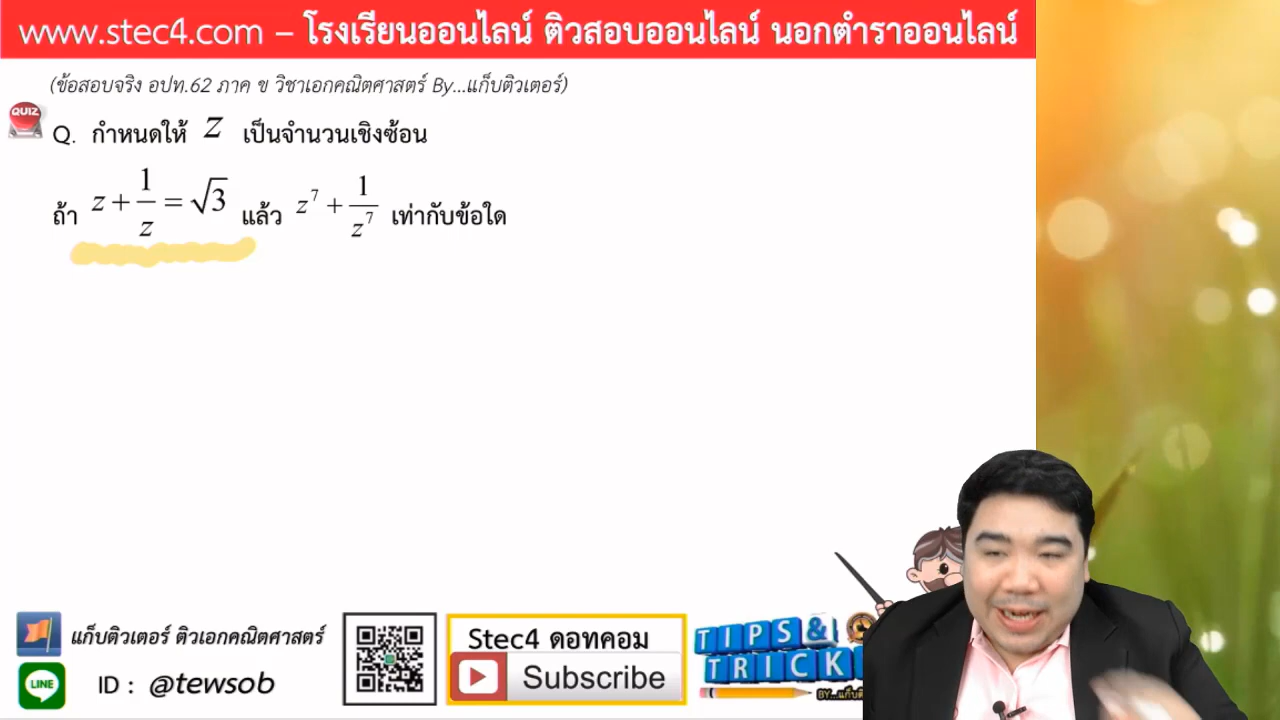 www.stec4.com – โรงเรียนออนไลน์ ติวสอบออนไลน์ นอกตำราออนไลน์
(ข้อสอบจริง อปท.62 ภาค ข วิชาเอกคณิตศาสตร์ By...แก็บติวเตอร์)
QUIZ
Q. กำหนดให้ z เป็นจำนวนเชิงซ้อน
ถ้า z + 1/z = √3 แล้ว z⁷ + 1/z⁷ เท่ากับข้อใด
แก็บติวเตอร์ ติวเอกคณิตศาสตร์
LINE
ID : @tewsob
Stec4 ดอทคอม
Subscribe
TIPS &
TRICK